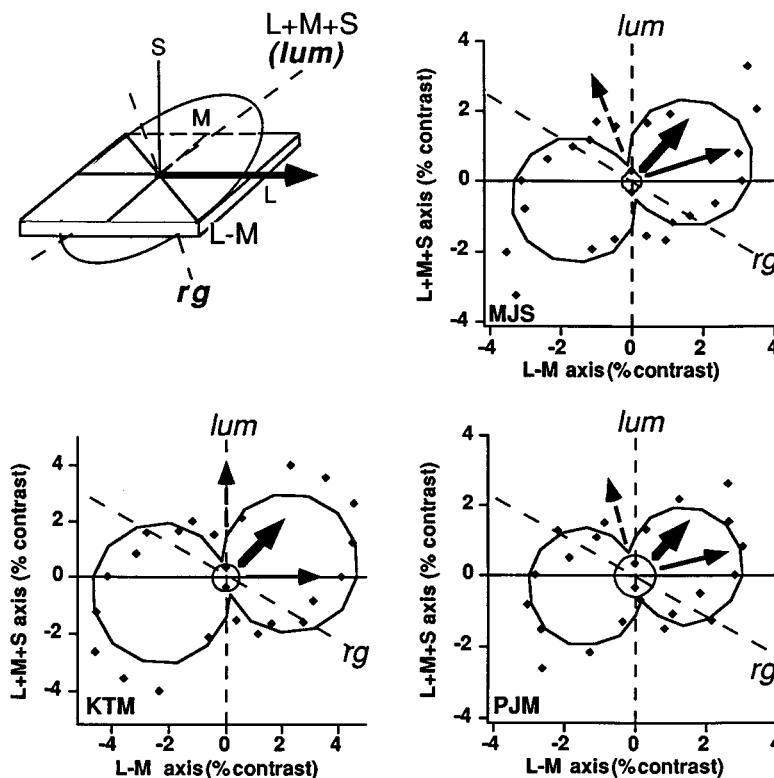 L+M+S
(lum)
S
M
L
L-M
rg
lum
L+M+S axis (% contrast)
4
2
0
-2
-4
rg
MJS
-4
-2
0
2
4
L-M axis (% contrast)
lum
L+M+S axis (% contrast)
4
2
0
-2
-4
rg
KTM
-4
-2
0
2
4
L-M axis (% contrast)
lum
L+M+S axis (% contrast)
4
2
0
-2
-4
rg
PJM
-4
-2
0
2
4
L-M axis (% contrast)